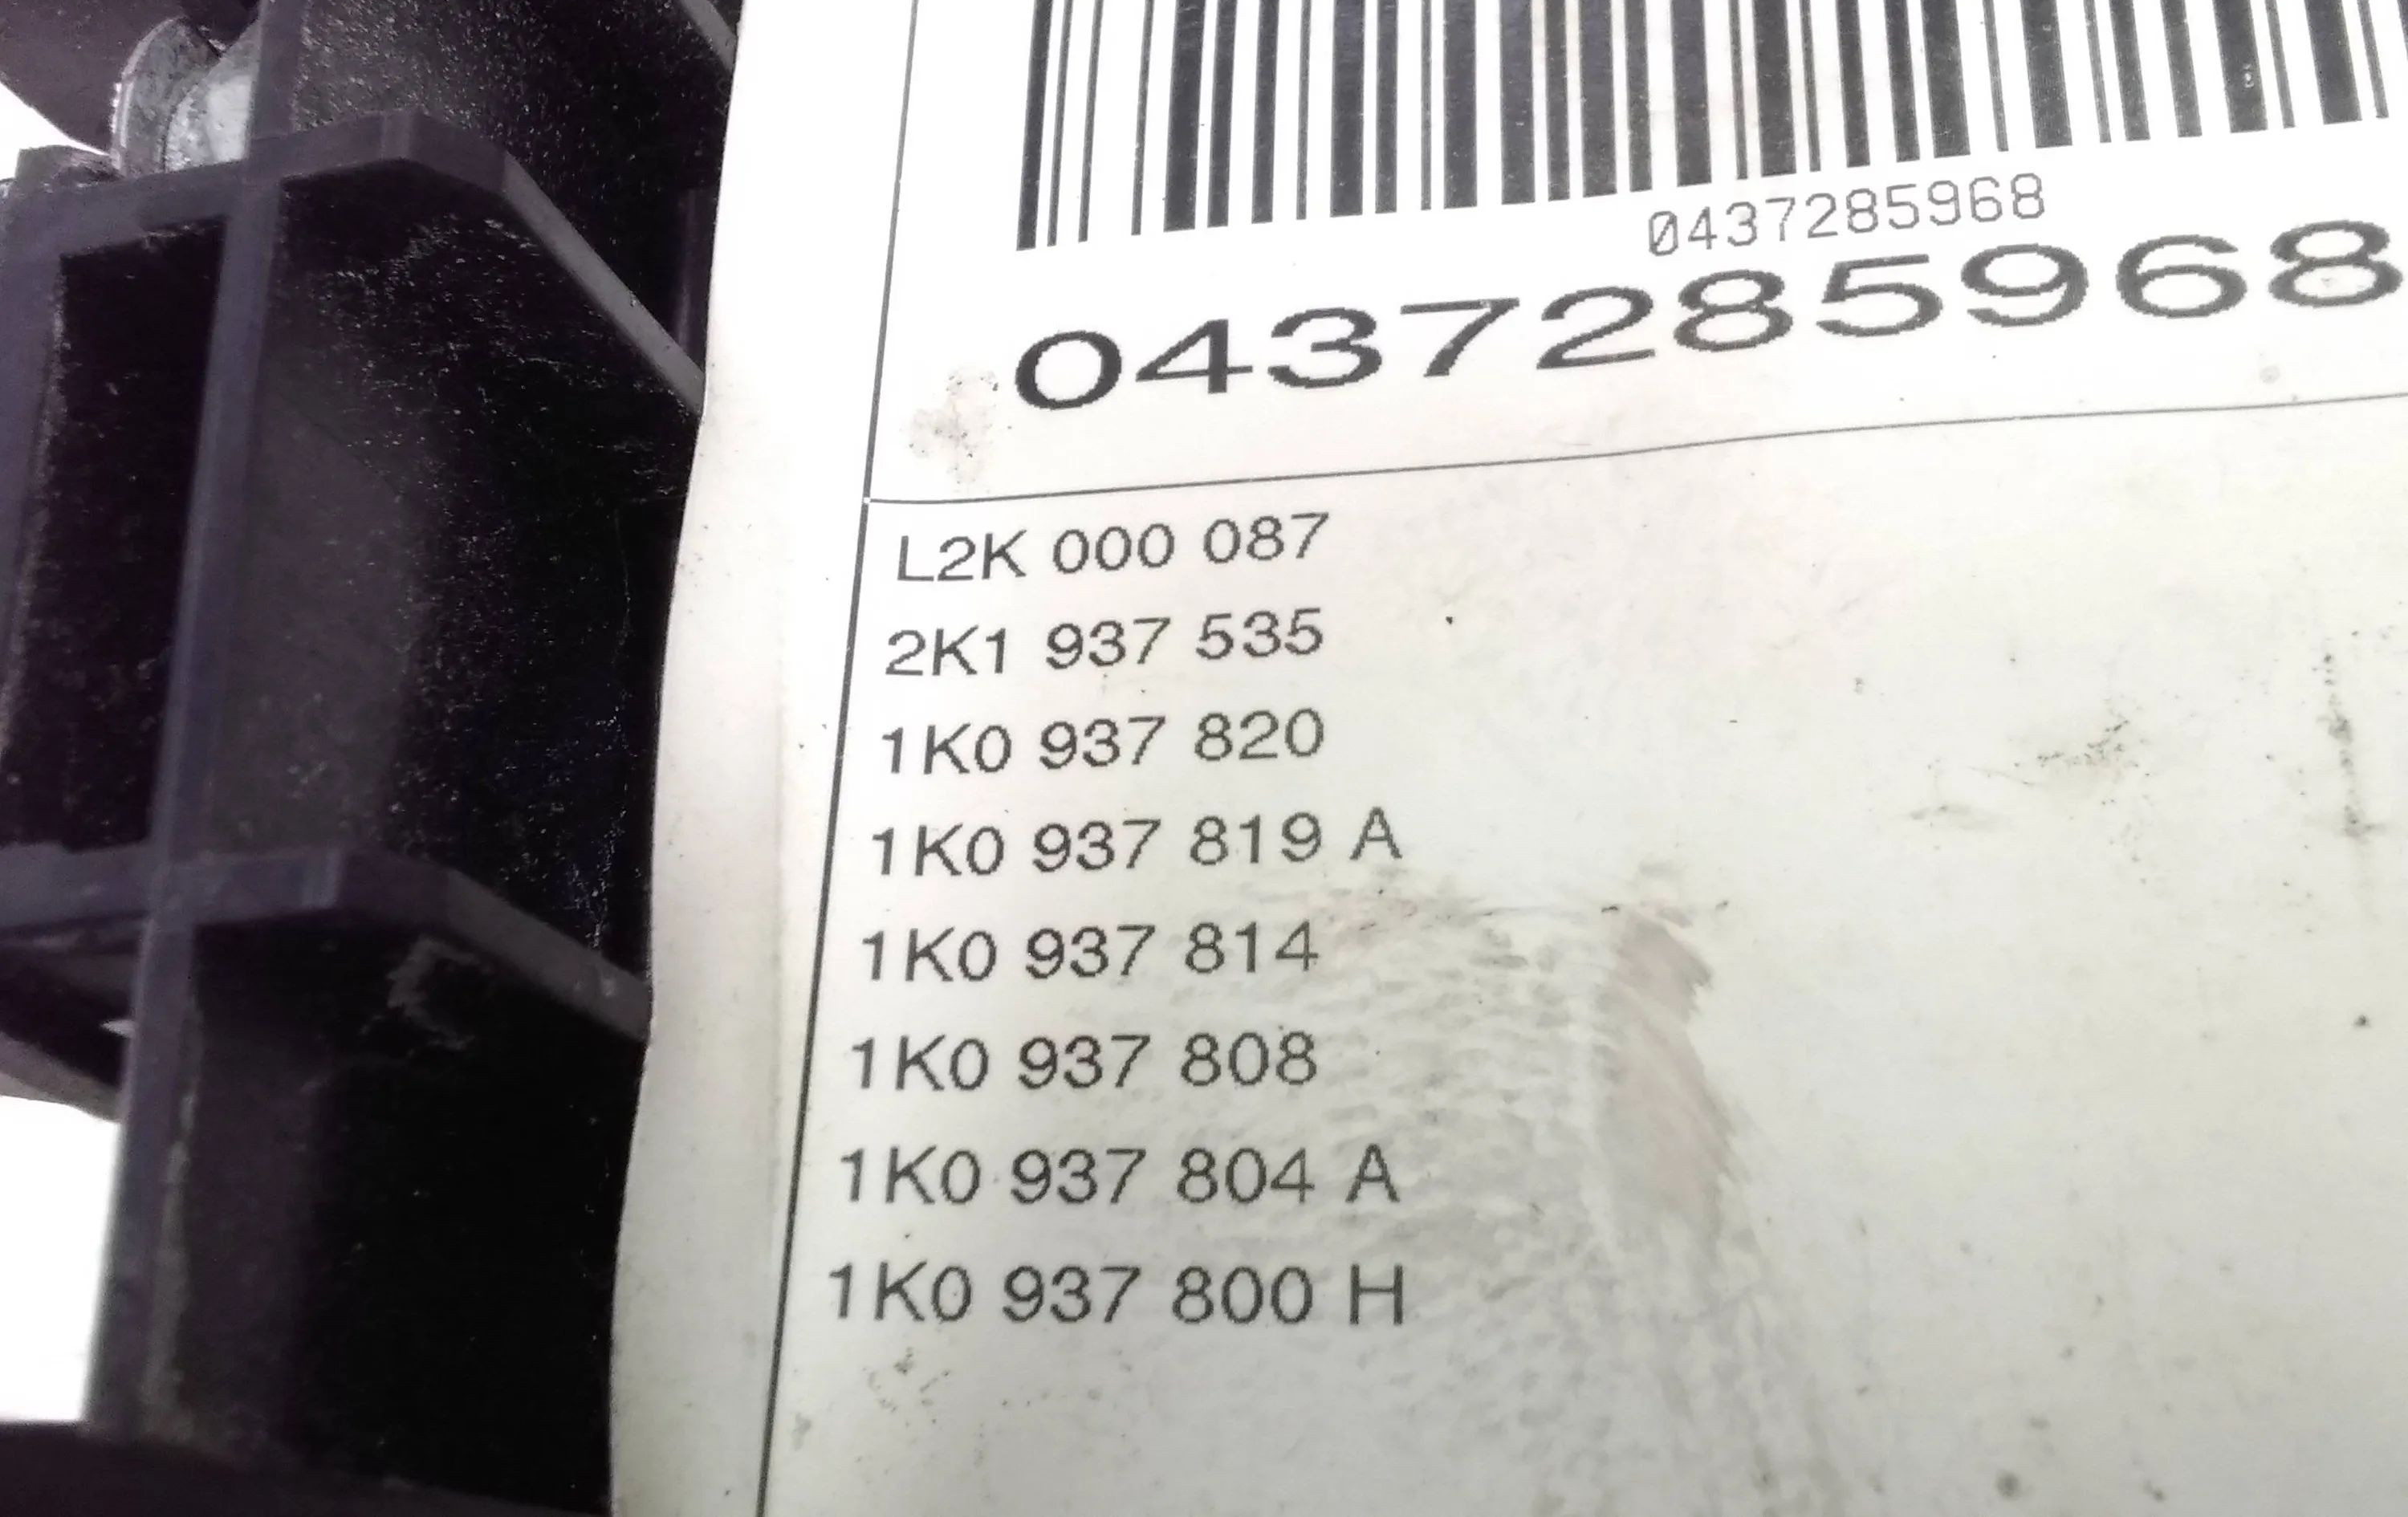 0437285968
0437285968
L2K 000 087
2K1 937 535
1K0 937 820
1K0 937 819 A
1K0 937 814
1K0 937 808
1K0 937 804 A
1K0 937 800 H